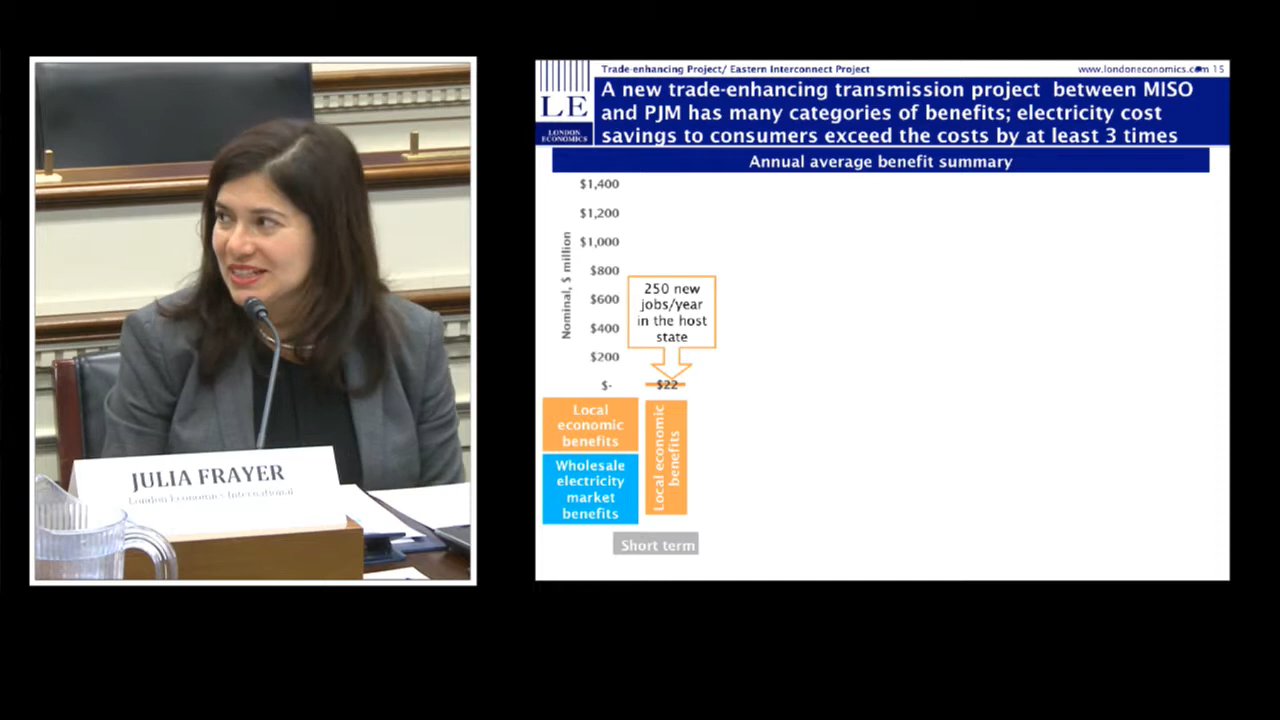 JULIA FRAYER
London Economics International
Trade-enhancing Project/ Eastern Interconnect Project
www.londoneconomics.com 15
LE
LONDON
ECONOMICS
A new trade-enhancing transmission project between MISO
and PJM has many categories of benefits; electricity cost
savings to consumers exceed the costs by at least 3 times
Annual average benefit summary
Nominal, $ million
$1,400
$1,200
$1,000
$800
$600
$400
$200
$-
250 new
jobs/year
in the host
state
$22
Local
economic
benefits
Wholesale
electricity
market
benefits
Local economic
benefits
Short term